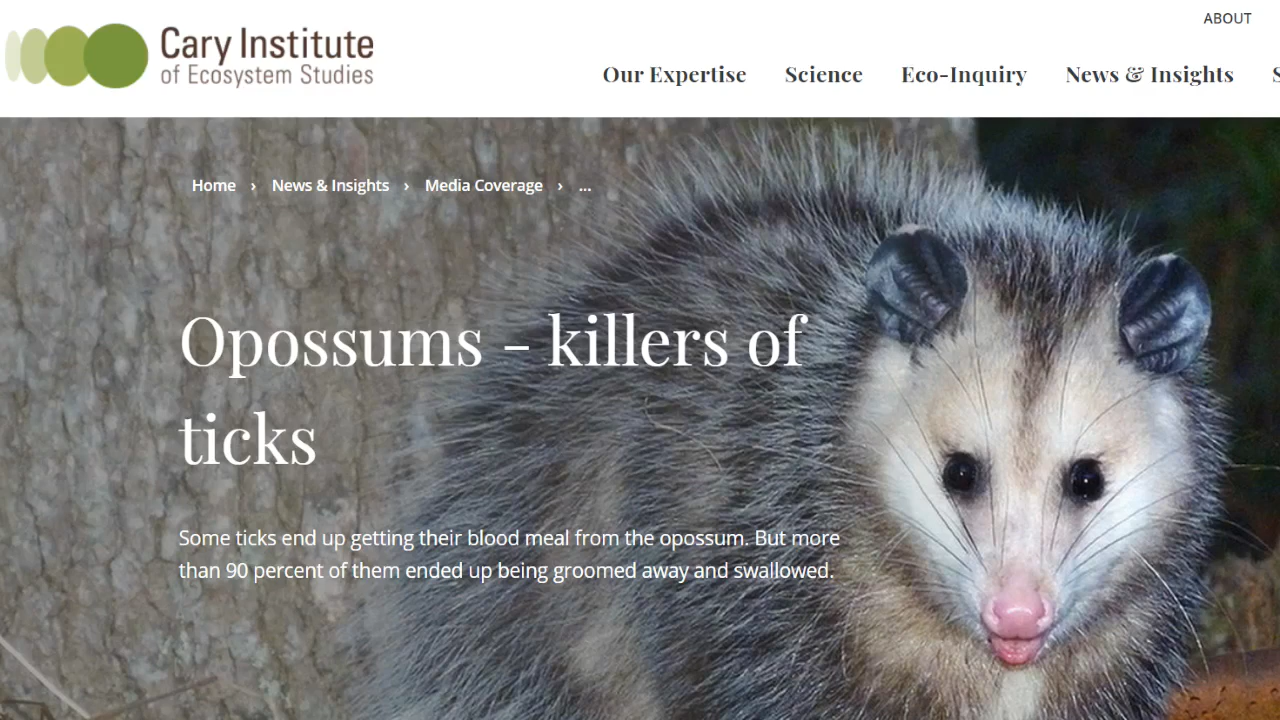 Cary Institute
of Ecosystem Studies
ABOUT
Our Expertise Science Eco-Inquiry News & Insights S
Home › News & Insights › Media Coverage › ...
Opossums – killers of
ticks
Some ticks end up getting their blood meal from the opossum. But more
than 90 percent of them ended up being groomed away and swallowed.